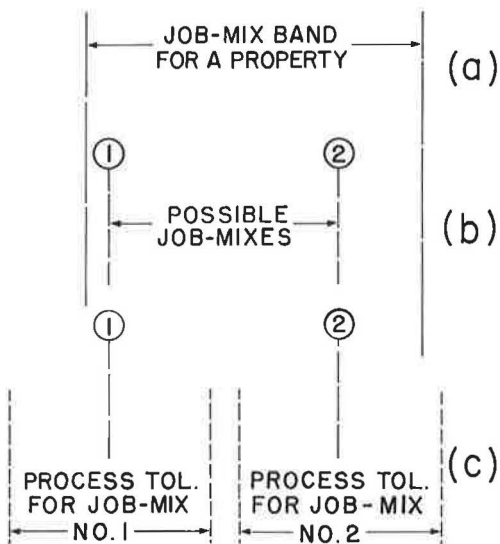 JOB-MIX BAND
FOR A PROPERTY
(a)
1 2
POSSIBLE
JOB-MIXES
(b)
1 2
PROCESS TOL.
FOR JOB-MIX
NO. 1
PROCESS TOL.
FOR JOB-MIX
NO. 2
(c)